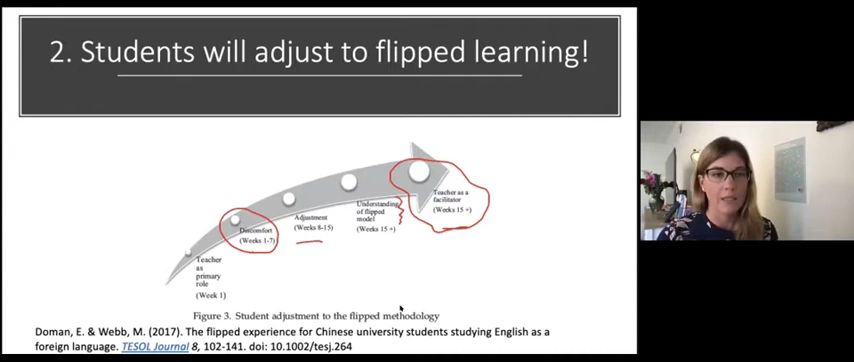 2. Students will adjust to flipped learning!
Teacher as a
facilitator
(Weeks 15 +)
Understanding
of flipped
model
(Weeks 15 +)
Adjustment
(Weeks 8-15)
Discomfort
(Weeks 1-7)
Teacher
as
primary
role
(Week 1)
Figure 3. Student adjustment to the flipped methodology
Doman, E. & Webb, M. (2017). The flipped experience for Chinese university students studying English as a
foreign language. TESOL Journal 8, 102-141. doi: 10.1002/tesj.264